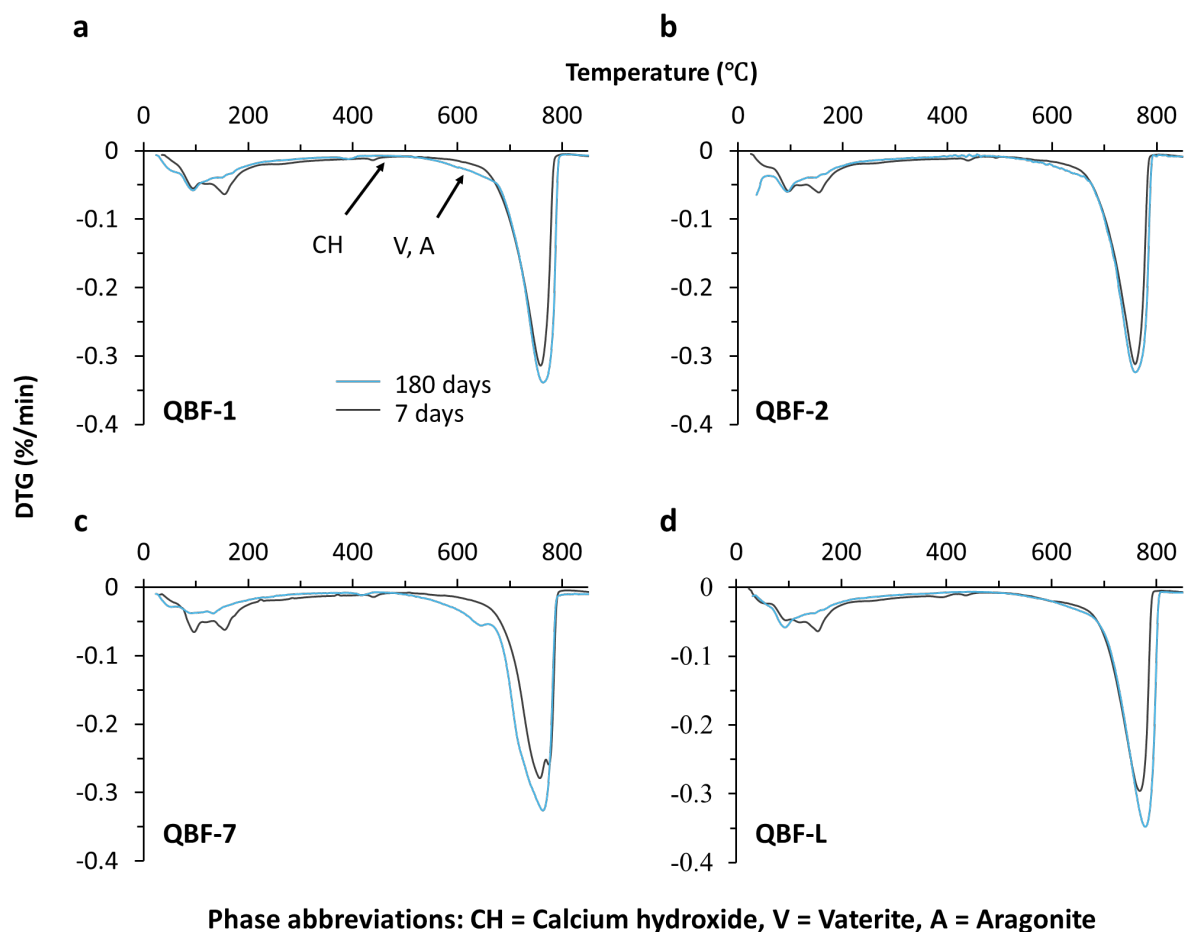 a
b
Temperature (℃)
0 200 400 600 800
0 200 400 600 800
0
-0.1
-0.2
-0.3
-0.4
CH
V, A
180 days
7 days
QBF-1
0
-0.1
-0.2
-0.3
-0.4
QBF-2
DTG (%/min)
c
d
0 200 400 600 800
0 200 400 600 800
0
-0.1
-0.2
-0.3
-0.4
QBF-7
0
-0.1
-0.2
-0.3
-0.4
QBF-L
Phase abbreviations: CH = Calcium hydroxide, V = Vaterite, A = Aragonite